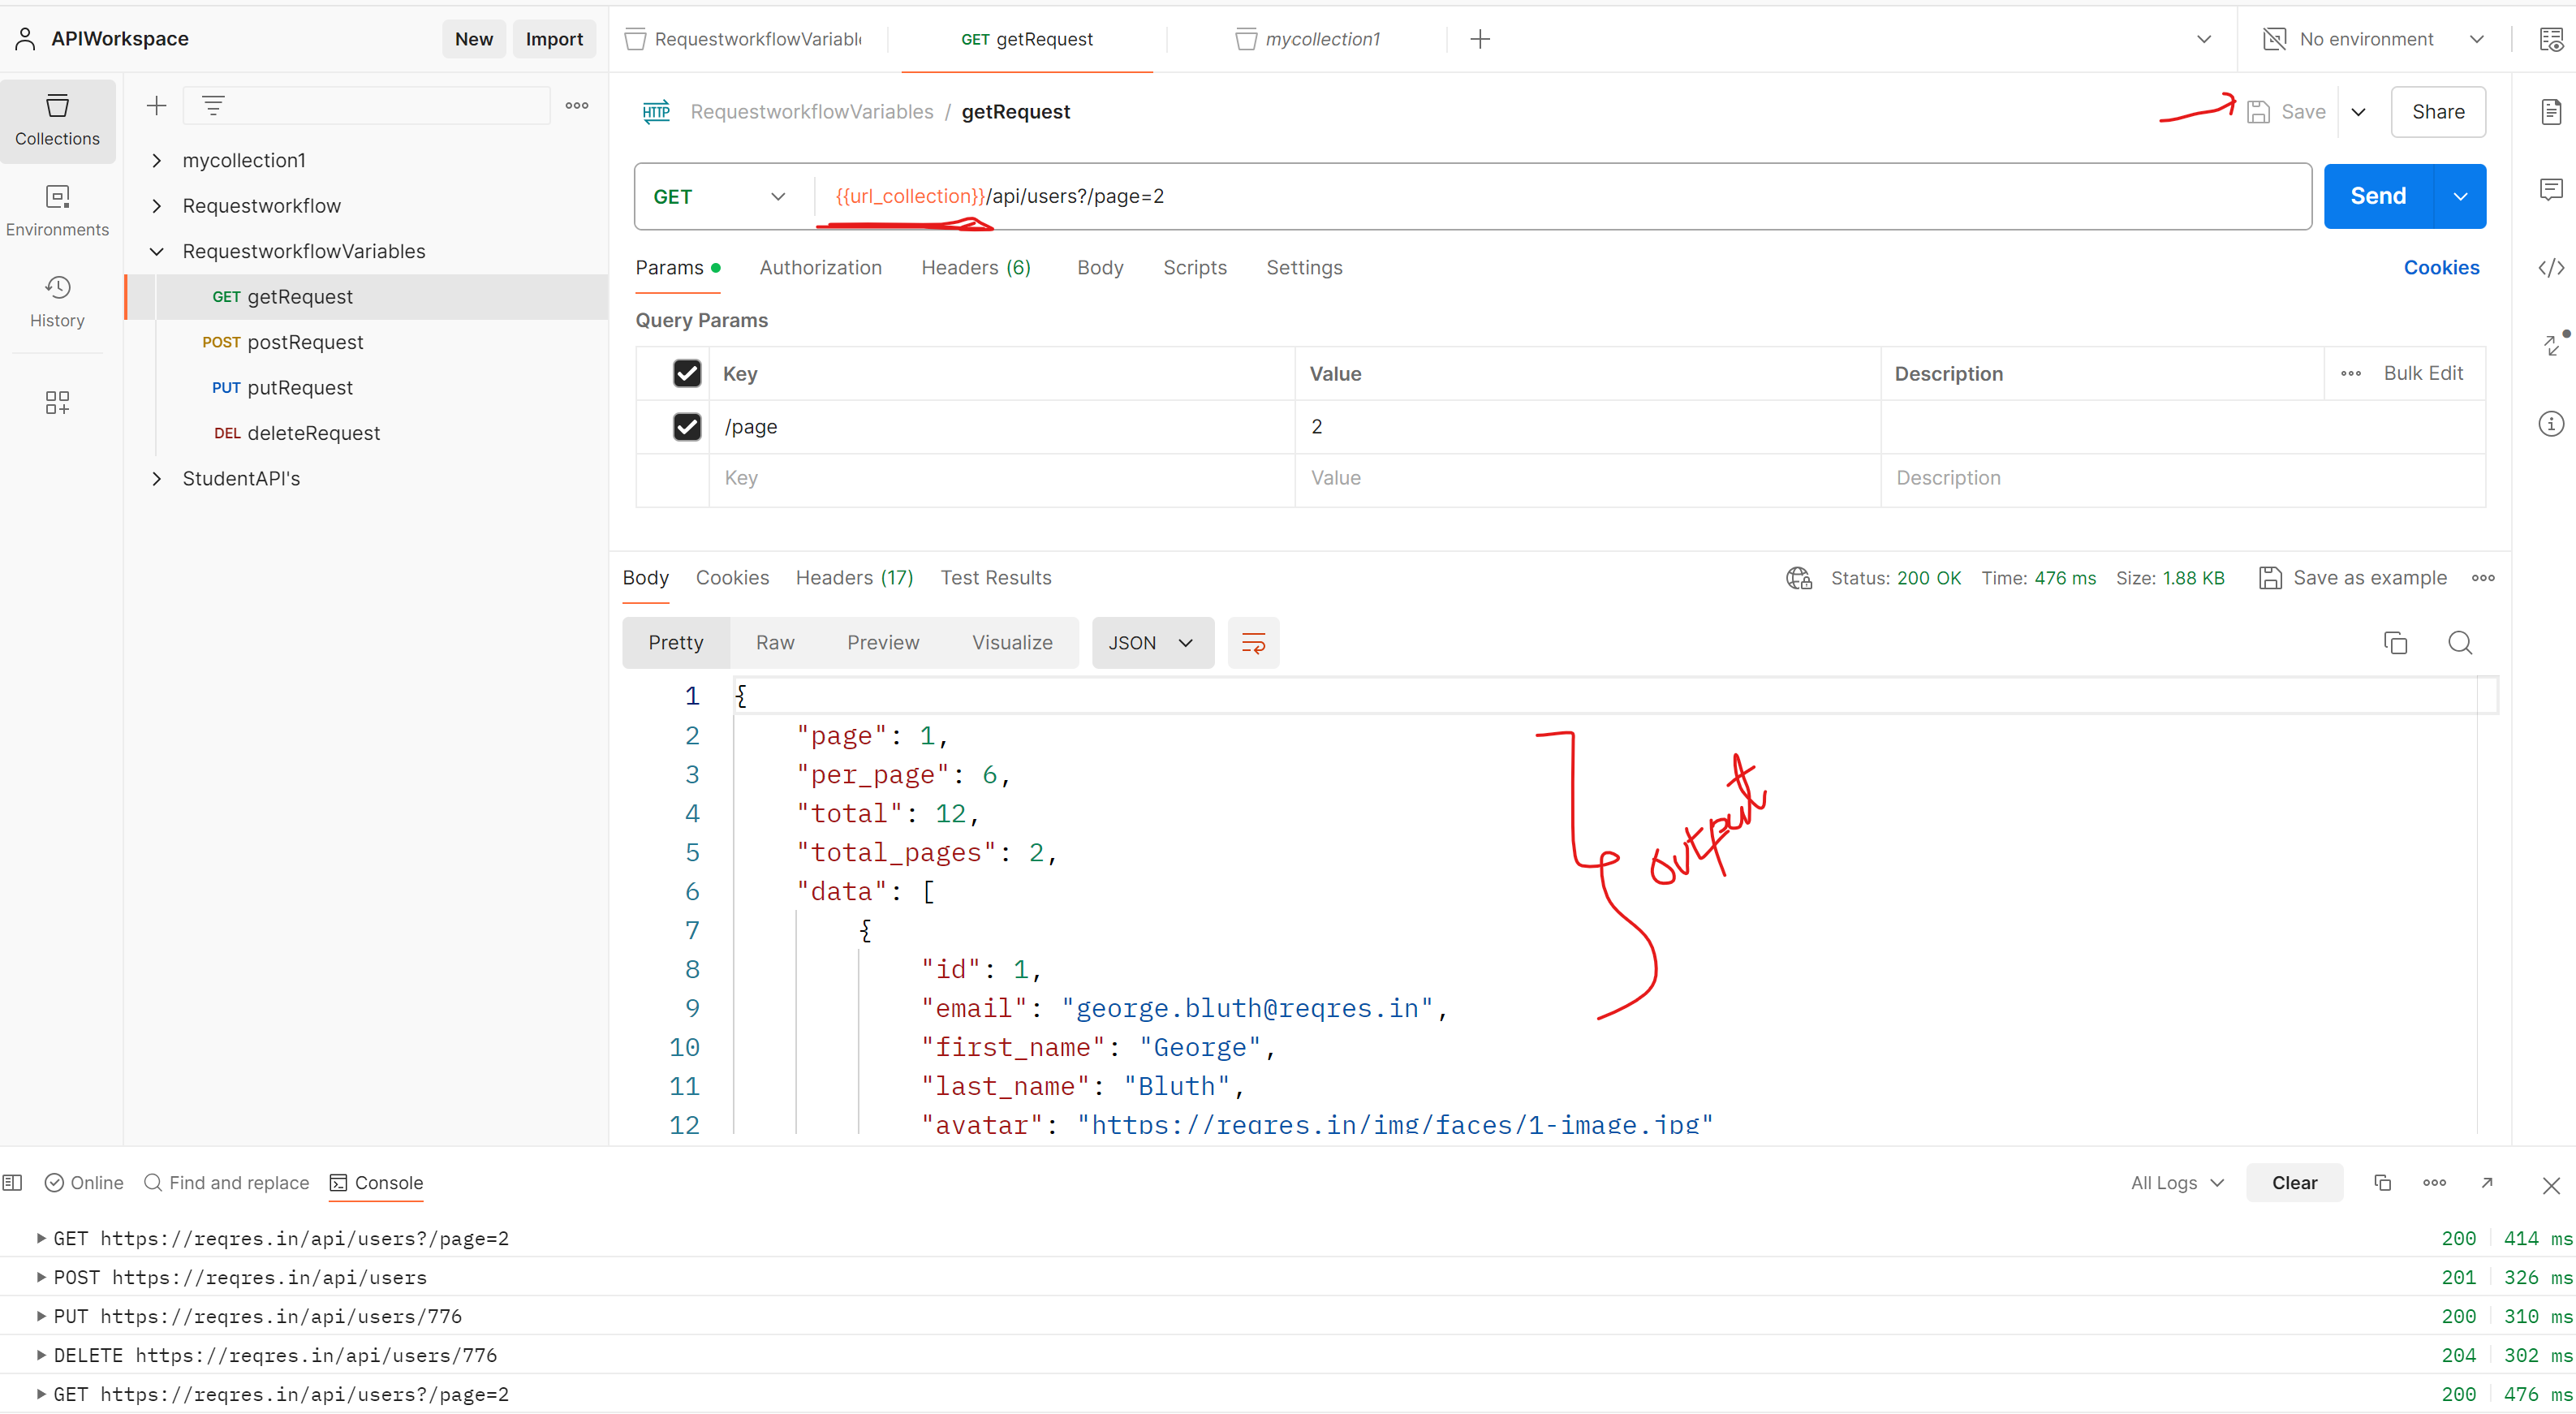 APIWorkspace
New
Import
RequestworkflowVariabl
GET getRequest
mycollection1
No environment
Collections
Environments
History
mycollection1
Requestworkflow
RequestworkflowVariables
GET getRequest
POST postRequest
PUT putRequest
DEL deleteRequest
StudentAPI's
HTTP RequestworkflowVariables / getRequest
Save
Share
GET
{{url_collection}}/api/users?/page=2
Send
Params
Authorization
Headers (6)
Body
Scripts
Settings
Cookies
Query Params
Key Value Description Bulk Edit
/page 2
Key Value Description
Body
Cookies
Headers (17)
Test Results
Status: 200 OK Time: 476 ms Size: 1.88 KB
Save as example
Pretty
Raw
Preview
Visualize
JSON
1 {
2 "page": 1,
3 "per_page": 6,
4 "total": 12,
5 "total_pages": 2,
6 "data": [
7 {
8 "id": 1,
9 "email": "george.bluth@reqres.in",
10 "first_name": "George",
11 "last_name": "Bluth",
12 "avatar": "https://reqres.in/img/faces/1-image.jpg"
output
Online
Find and replace
Console
All Logs
Clear
GET https://reqres.in/api/users?/page=2 200 414 ms
POST https://reqres.in/api/users 201 326 ms
PUT https://reqres.in/api/users/776 200 310 ms
DELETE https://reqres.in/api/users/776 204 302 ms
GET https://reqres.in/api/users?/page=2 200 476 ms